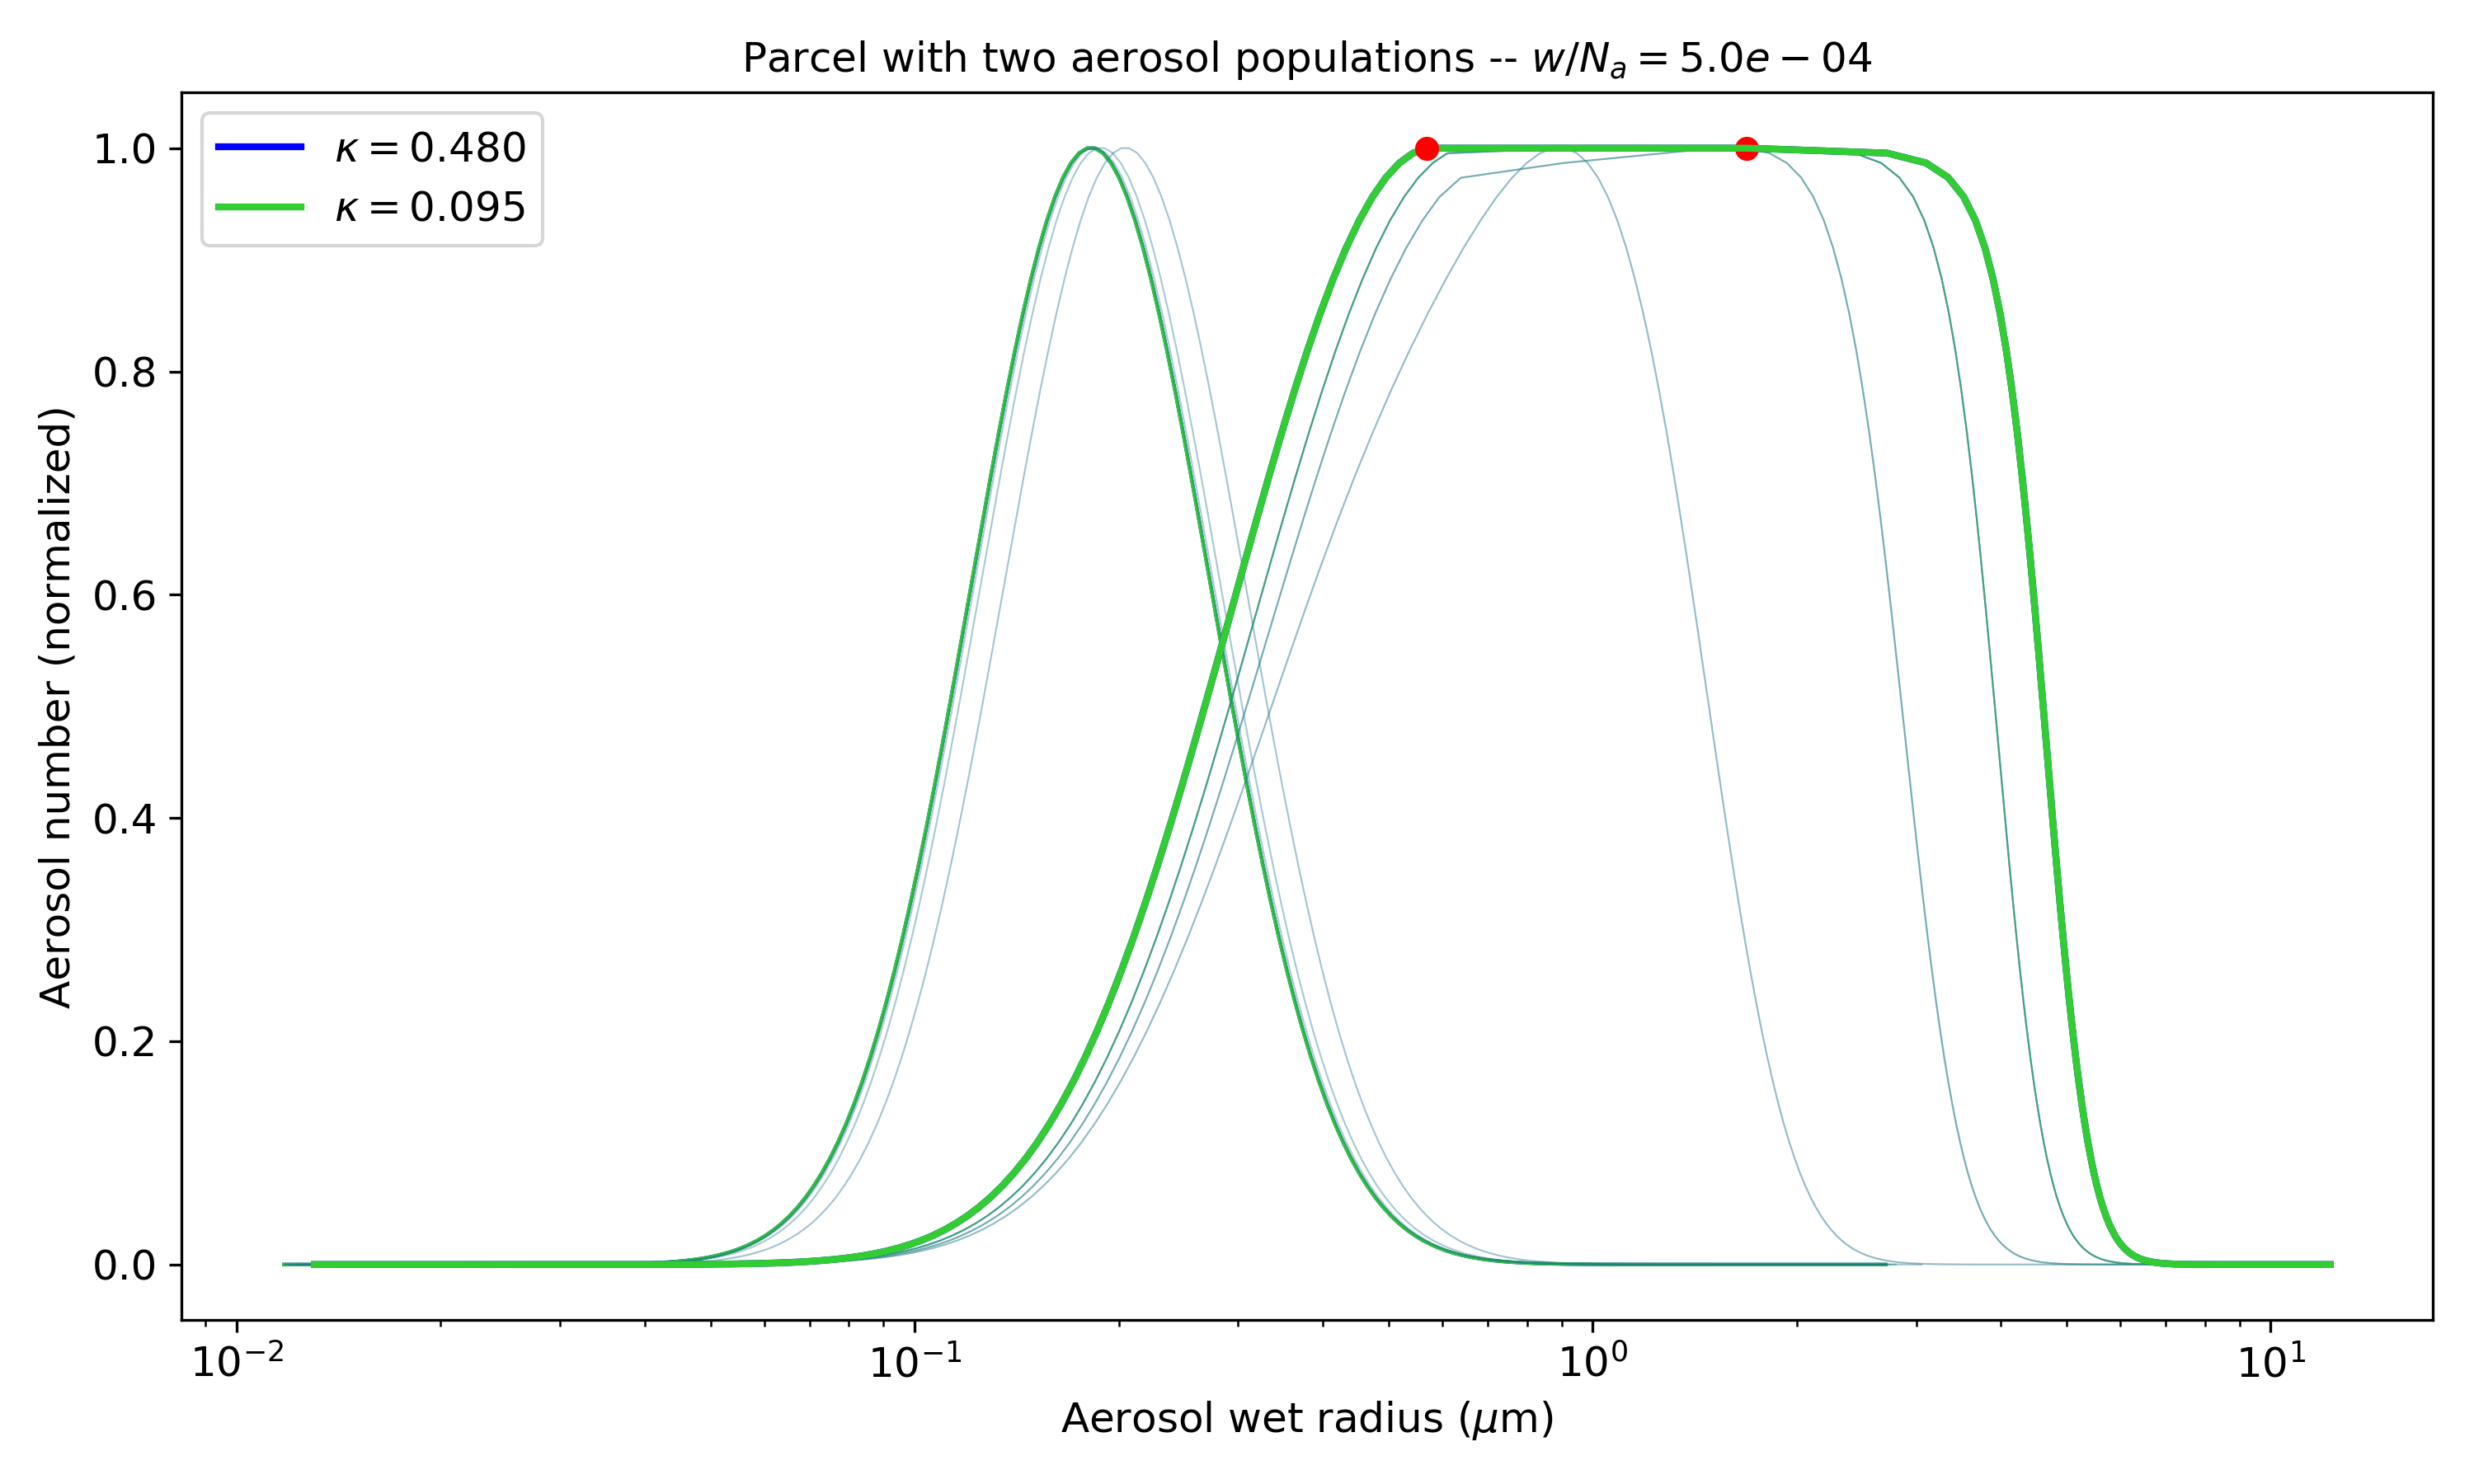 Parcel with two aerosol populations -- w/Nₐ = 5.0e − 04
κ = 0.480
κ = 0.095
Aerosol number (normalized)
1.0
0.8
0.6
0.4
0.2
0.0
10⁻² 10⁻¹ 10⁰ 10¹
Aerosol wet radius (μm)